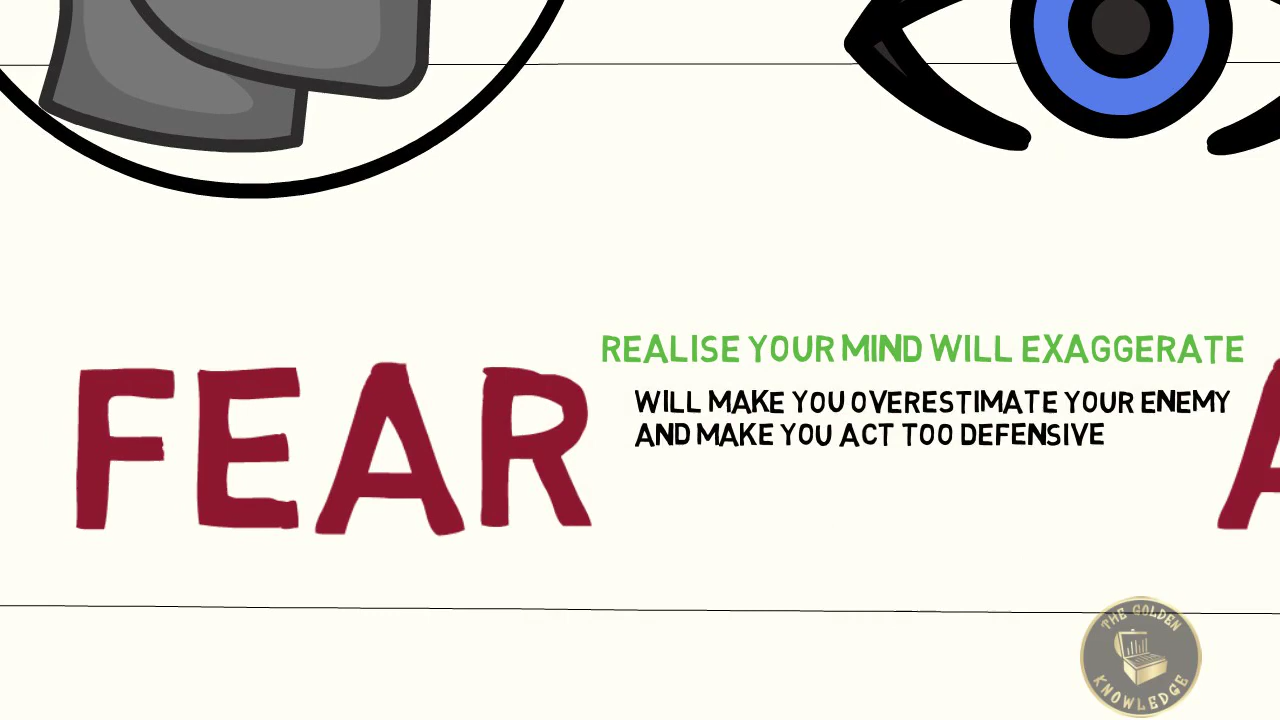 REALISE YOUR MIND WILL EXAGGERATE
FEAR
WILL MAKE YOU OVERESTIMATE YOUR ENEMY
AND MAKE YOU ACT TOO DEFENSIVE
THE GOLDEN
KNOWLEDGE